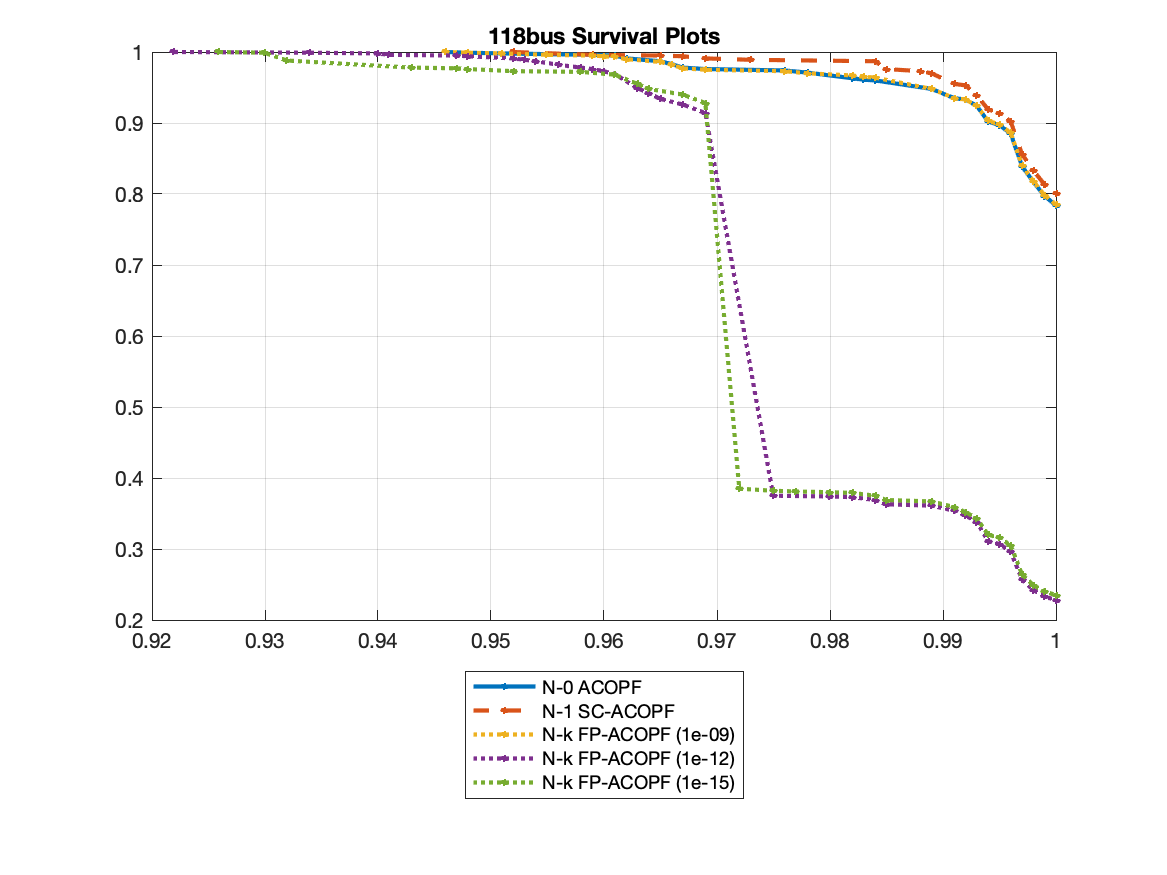 118bus Survival Plots
1
0.9
0.8
0.7
0.6
0.5
0.4
0.3
0.2
0.92 0.93 0.94 0.95 0.96 0.97 0.98 0.99 1
N-0 ACOPF
N-1 SC-ACOPF
N-k FP-ACOPF (1e-09)
N-k FP-ACOPF (1e-12)
N-k FP-ACOPF (1e-15)